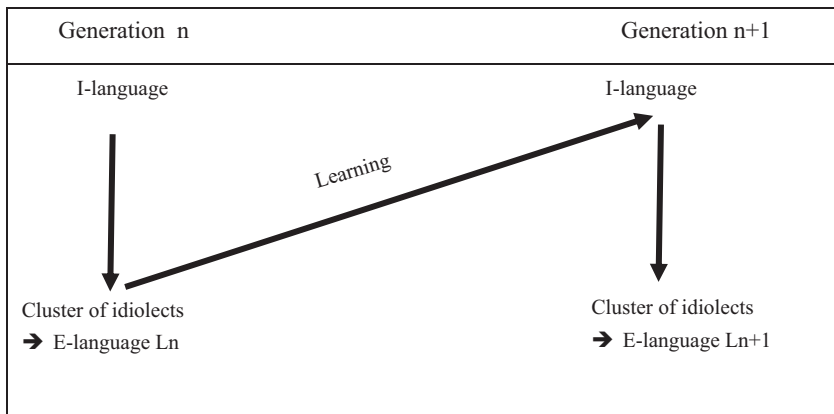 Generation n
Generation n+1
I-language
I-language
Learning
Cluster of idiolects
➔ E-language Ln
Cluster of idiolects
➔ E-language Ln+1